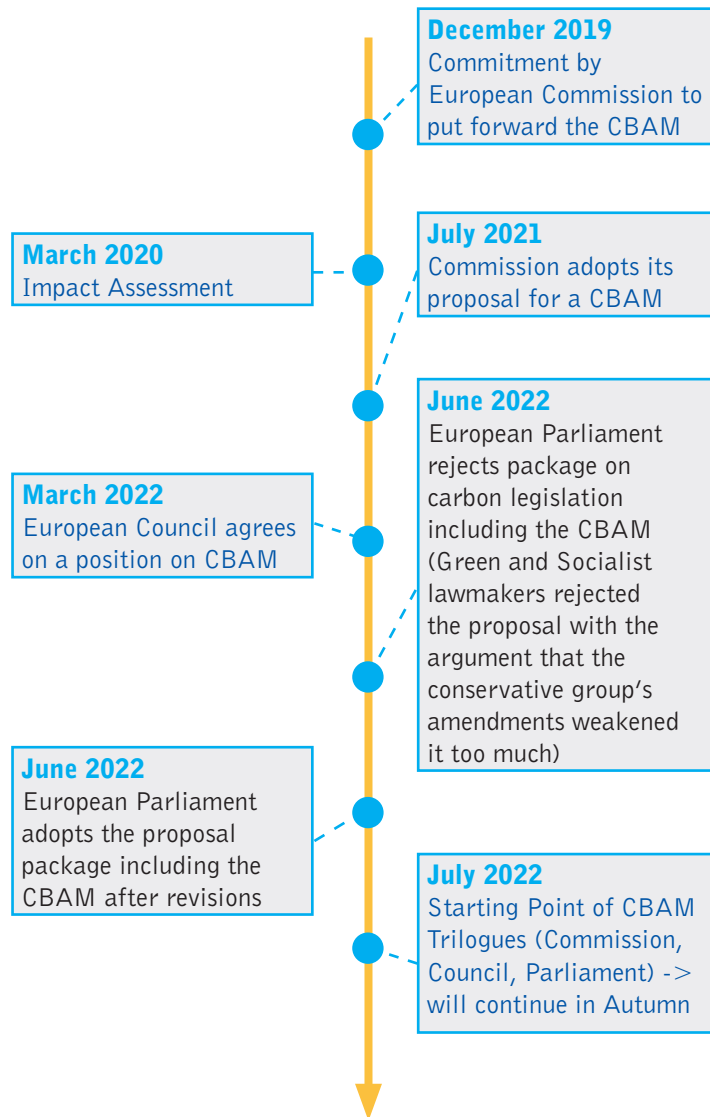 December 2019
Commitment by
European Commission to
put forward the CBAM
March 2020
Impact Assessment
July 2021
Commission adopts its
proposal for a CBAM
March 2022
European Council agrees
on a position on CBAM
June 2022
European Parliament
rejects package on
carbon legislation
including the CBAM
(Green and Socialist
lawmakers rejected
the proposal with the
argument that the
conservative group's
amendments weakened
it too much)
June 2022
European Parliament
adopts the proposal
package including the
CBAM after revisions
July 2022
Starting Point of CBAM
Trilogues (Commission,
Council, Parliament) ->
will continue in Autumn